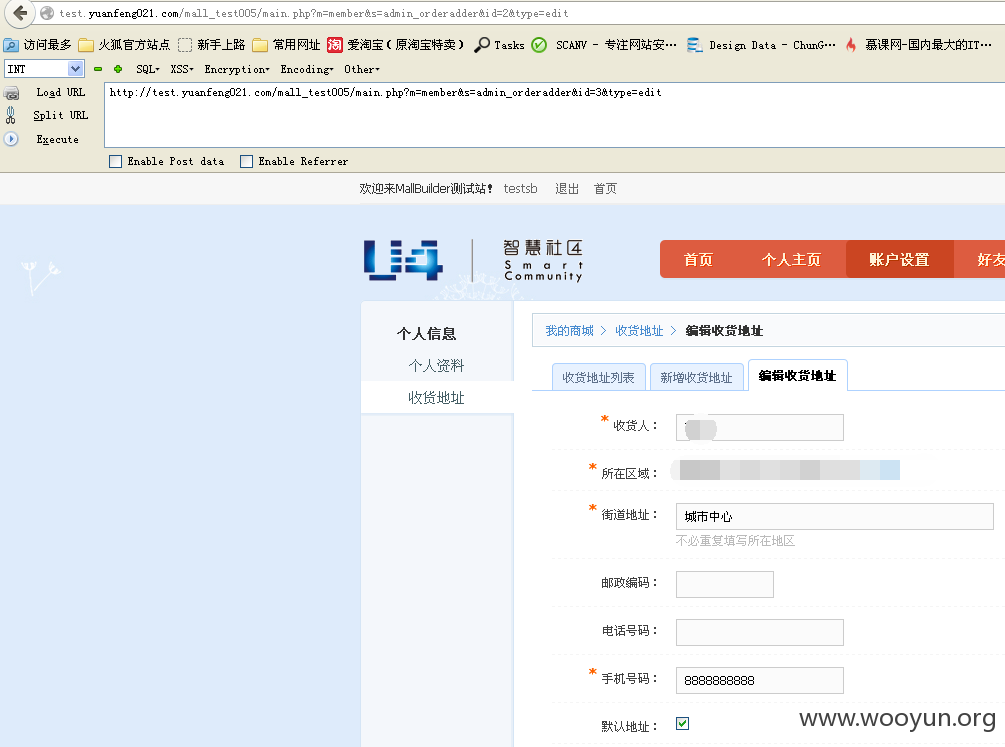 test.yuanfeng021.com/mall_test005/main.php?m=member&s=admin_orderadder&id=2&type=edit
访问最多 火狐官方站点 新手上路 常用网址 爱淘宝（原淘宝特卖） Tasks SCANV - 专注网站安… Design Data - ChunG… 慕课网-国内最大的IT…
INT SQL XSS Encryption Encoding Other
Load URL http://test.yuanfeng021.com/mall_test005/main.php?m=member&s=admin_orderadder&id=3&type=edit
Split URL
Execute
Enable Post data Enable Referrer
欢迎来MallBuilder测试站！ testsb 退出 首页
智慧社区
Smart
Community
首页 个人主页 账户设置 好友
个人信息
个人资料
收货地址
我的商城 > 收货地址 > 编辑收货地址
收货地址列表 新增收货地址 编辑收货地址
* 收货人：
* 所在区域：
* 街道地址： 城市中心
不必重复填写所在地区
邮政编码：
电话号码：
* 手机号码： 8888888888
默认地址：
www.wooyun.org